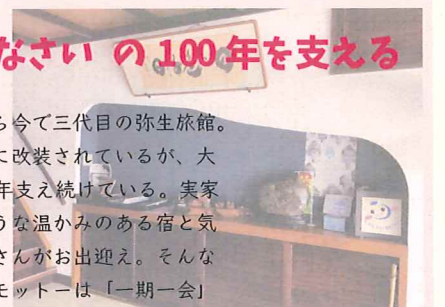 なさい の100年を支える
ら今で三代目の弥生旅館。
に改装されているが、大
年支え続けている。実家
うな温かみのある宿と気
さんがお出迎え。そんな
モットーは「一期一会」